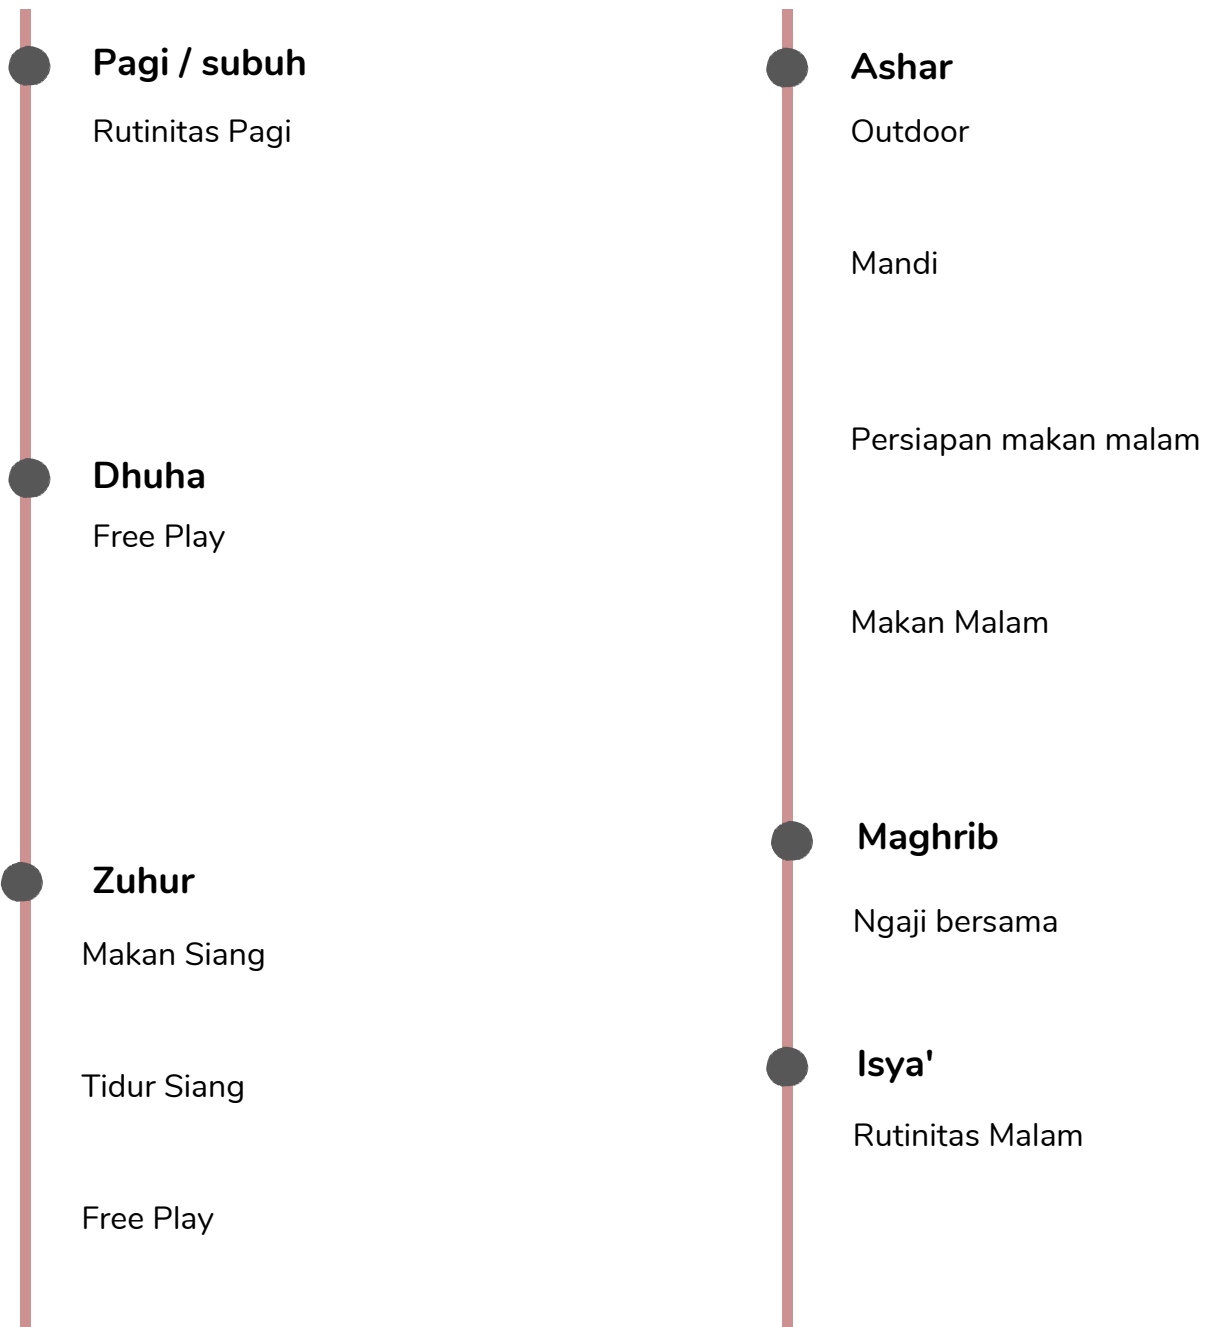 Pagi / subuh
Rutinitas Pagi
Dhuha
Free Play
Zuhur
Makan Siang
Tidur Siang
Free Play
Ashar
Outdoor
Mandi
Persiapan makan malam
Makan Malam
Maghrib
Ngaji bersama
Isya'
Rutinitas Malam